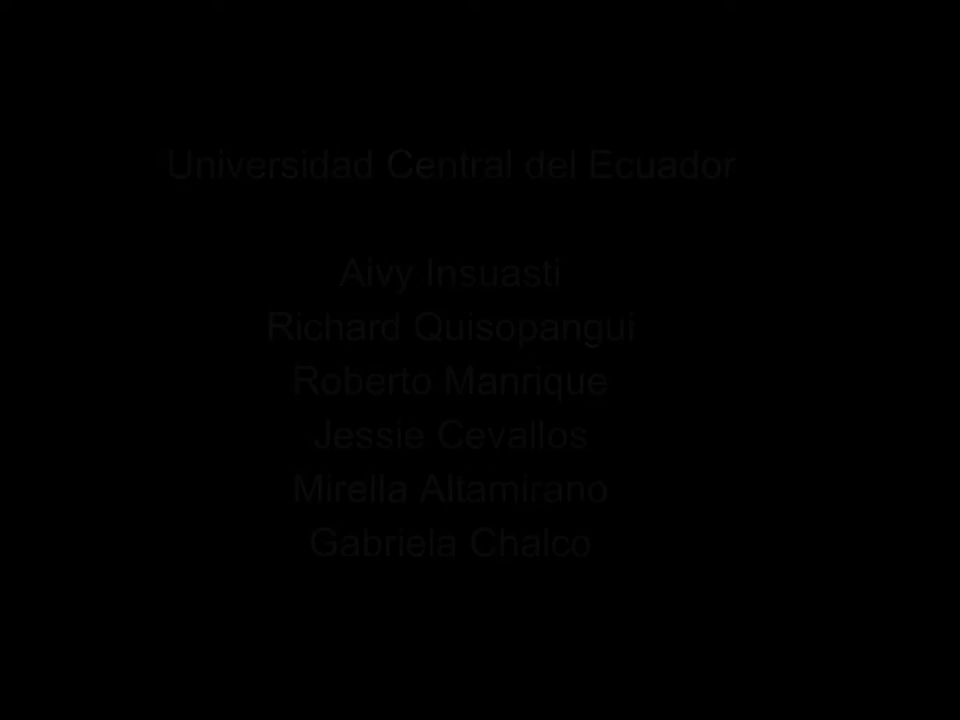 Universidad Central del Ecuador
Aivy Insuasti
Richard Quisopangui
Roberto Manrique
Jessie Cevallos
Mirella Altamirano
Gabriela Chalco